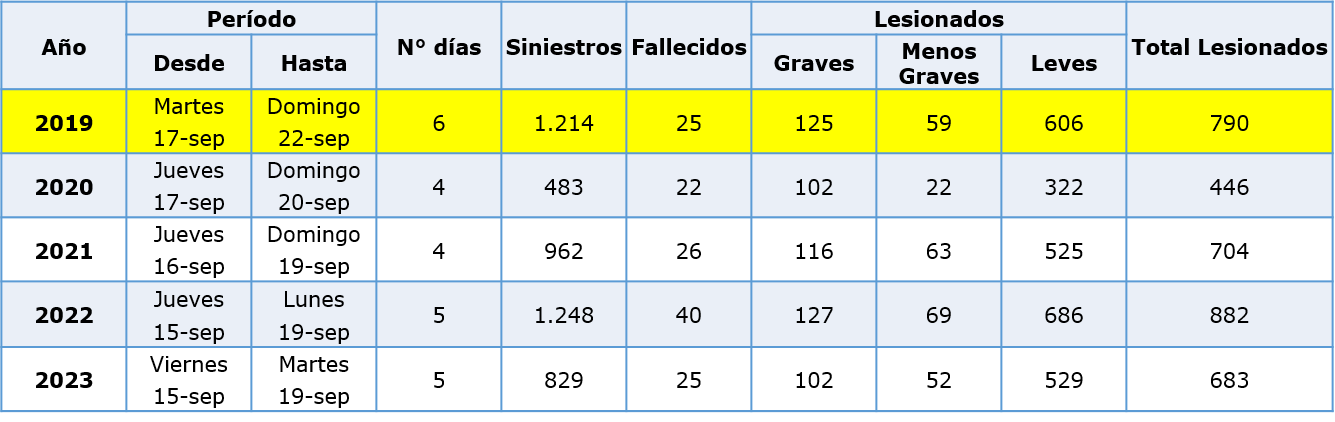 Año Período N° días Siniestros Fallecidos Lesionados Total Lesionados
Desde Hasta Graves Menos Graves Leves
2019 Martes 17-sep Domingo 22-sep 6 1.214 25 125 59 606 790
2020 Jueves 17-sep Domingo 20-sep 4 483 22 102 22 322 446
2021 Jueves 16-sep Domingo 19-sep 4 962 26 116 63 525 704
2022 Jueves 15-sep Lunes 19-sep 5 1.248 40 127 69 686 882
2023 Viernes 15-sep Martes 19-sep 5 829 25 102 52 529 683